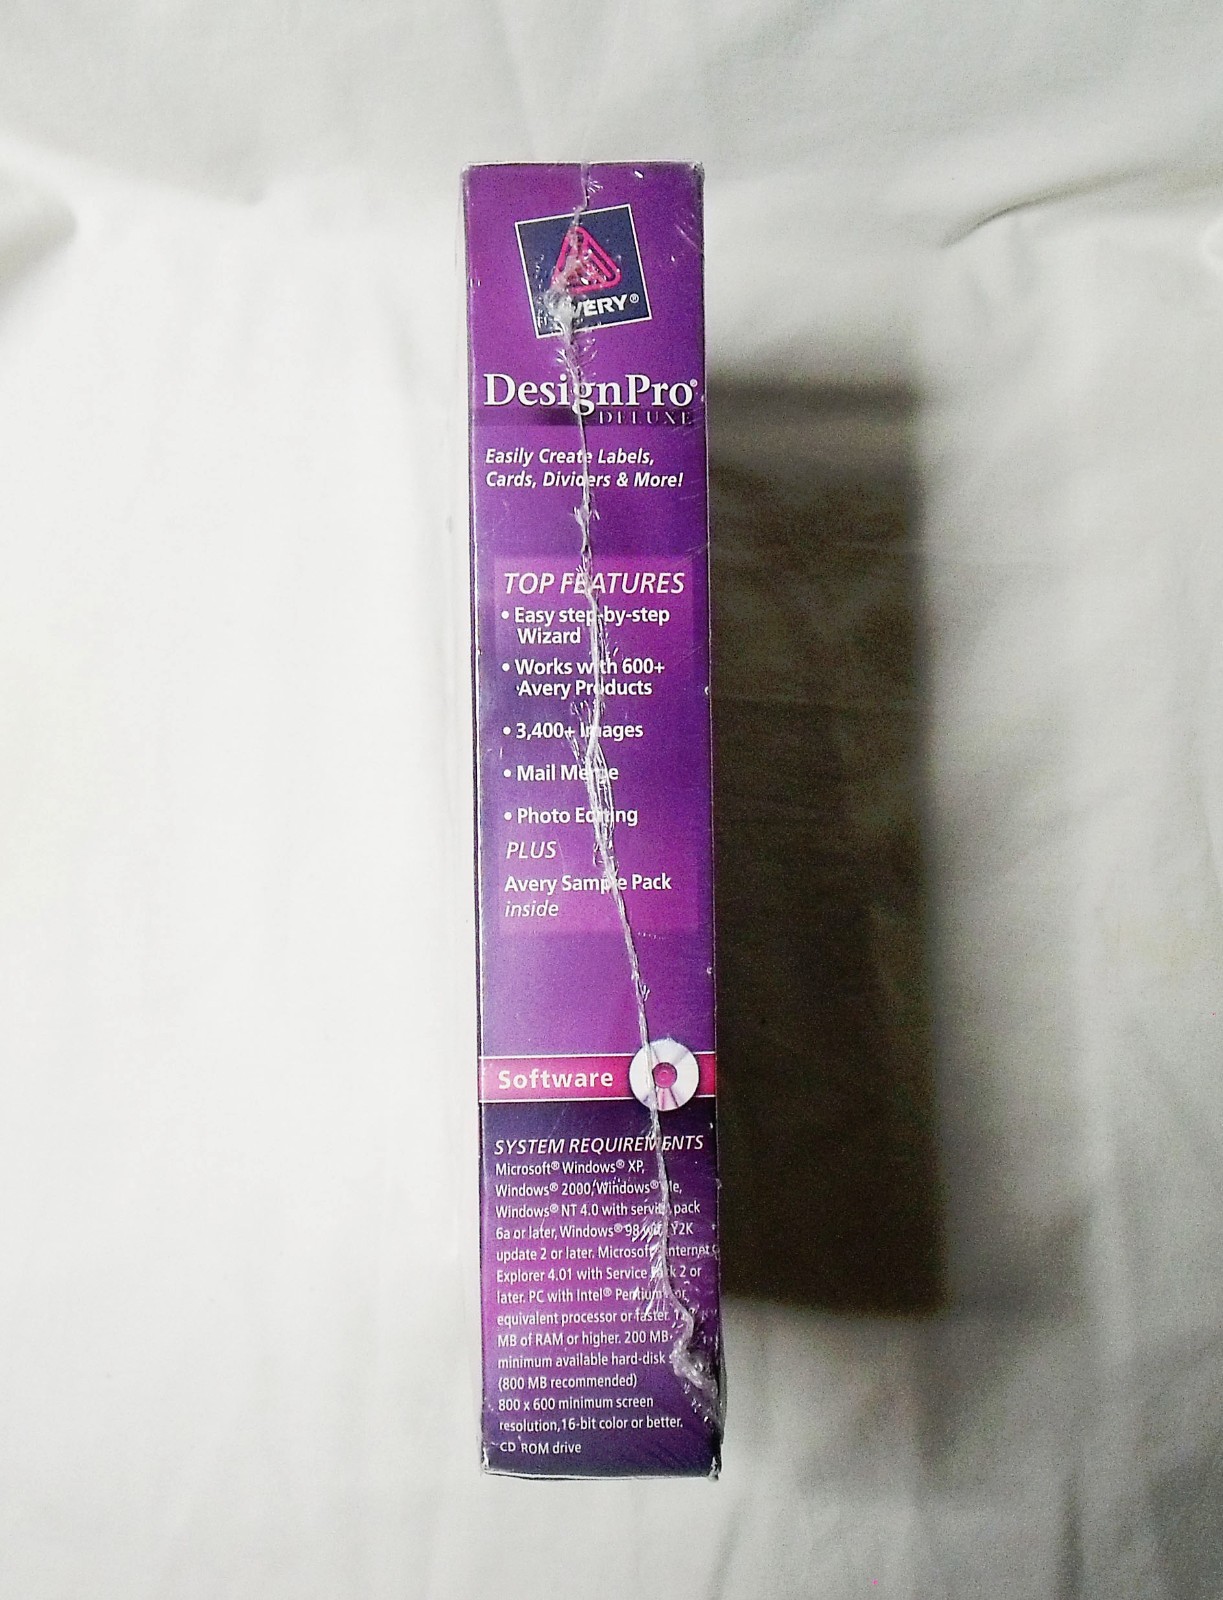 AVERY®
DesignPro®
DELUXE
Easily Create Labels,
Cards, Dividers & More!
TOP FEATURES
• Easy step-by-step
Wizard
• Works with 600+
Avery Products
• 3,400+ Images
• Mail Merge
• Photo Editing
PLUS
Avery Sample Pack
inside
Software
SYSTEM REQUIREMENTS
Microsoft® Windows® XP,
Windows® 2000, Windows® Me,
Windows® NT 4.0 with service pack
6a or later, Windows® 98 with Y2K
update 2 or later. Microsoft® Internet
Explorer 4.01 with Service Pack 2 or
later. PC with Intel® Pentium® or
equivalent processor or faster.
MB of RAM or higher. 200 MB
minimum available hard-disk
(800 MB recommended)
800 x 600 minimum screen
resolution, 16-bit color or better.
CD ROM drive